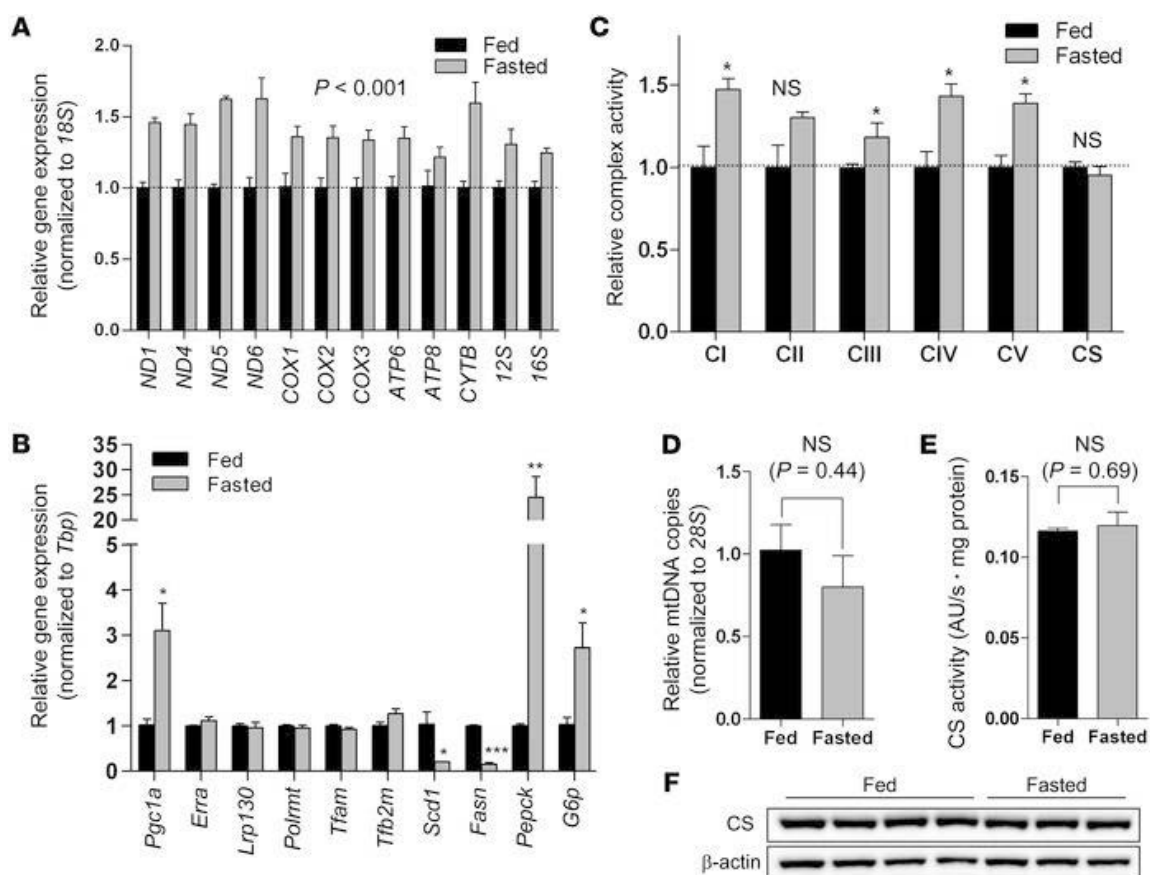 A
Relative gene expression
(normalized to 18S)
2.0
1.5
1.0
0.5
0.0
Fed
Fasted
P < 0.001
ND1
ND4
ND5
ND6
COX1
COX2
COX3
ATP6
ATP8
CYTB
12S
16S
B
Relative gene expression
(normalized to Tbp)
35
30
25
20
5
4
3
2
1
0
Fed
Fasted
*
**
*
*
***
Pgc1a
Erra
Lrp130
Polrmt
Tfam
Tfb2m
Scd1
Fasn
Pepck
G6p
C
Relative complex activity
1.5
1.0
0.5
1.0
Fed
Fasted
*
NS
*
*
*
NS
CI
CII
CIII
CIV
CV
CS
D
Relative mtDNA copies
(normalized to 28S)
NS
(P = 0.44)
1.5
1.0
0.5
0.0
Fed
Fasted
E
CS activity (AU/s • mg protein)
NS
(P = 0.69)
0.15
0.10
0.05
0.00
Fed
Fasted
F
Fed
Fasted
CS
β-actin